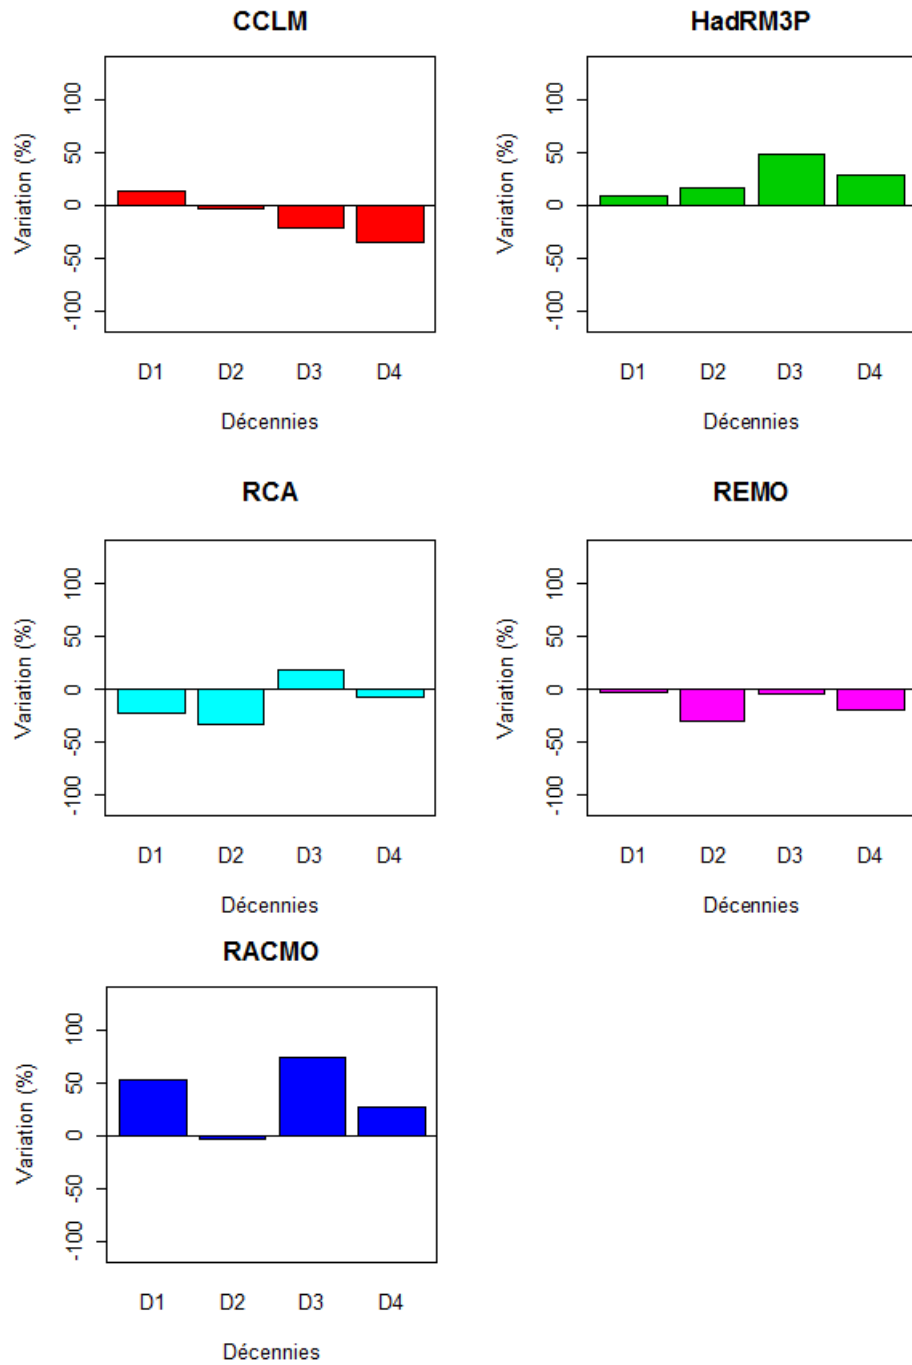 CCLM
Variation (%)
100
50
0
-50
-100
D1 D2 D3 D4
Décennies
HadRM3P
Variation (%)
100
50
0
-50
-100
D1 D2 D3 D4
Décennies
RCA
Variation (%)
100
50
0
-50
-100
D1 D2 D3 D4
Décennies
REMO
Variation (%)
100
50
0
-50
-100
D1 D2 D3 D4
Décennies
RACMO
Variation (%)
100
50
0
-50
-100
D1 D2 D3 D4
Décennies